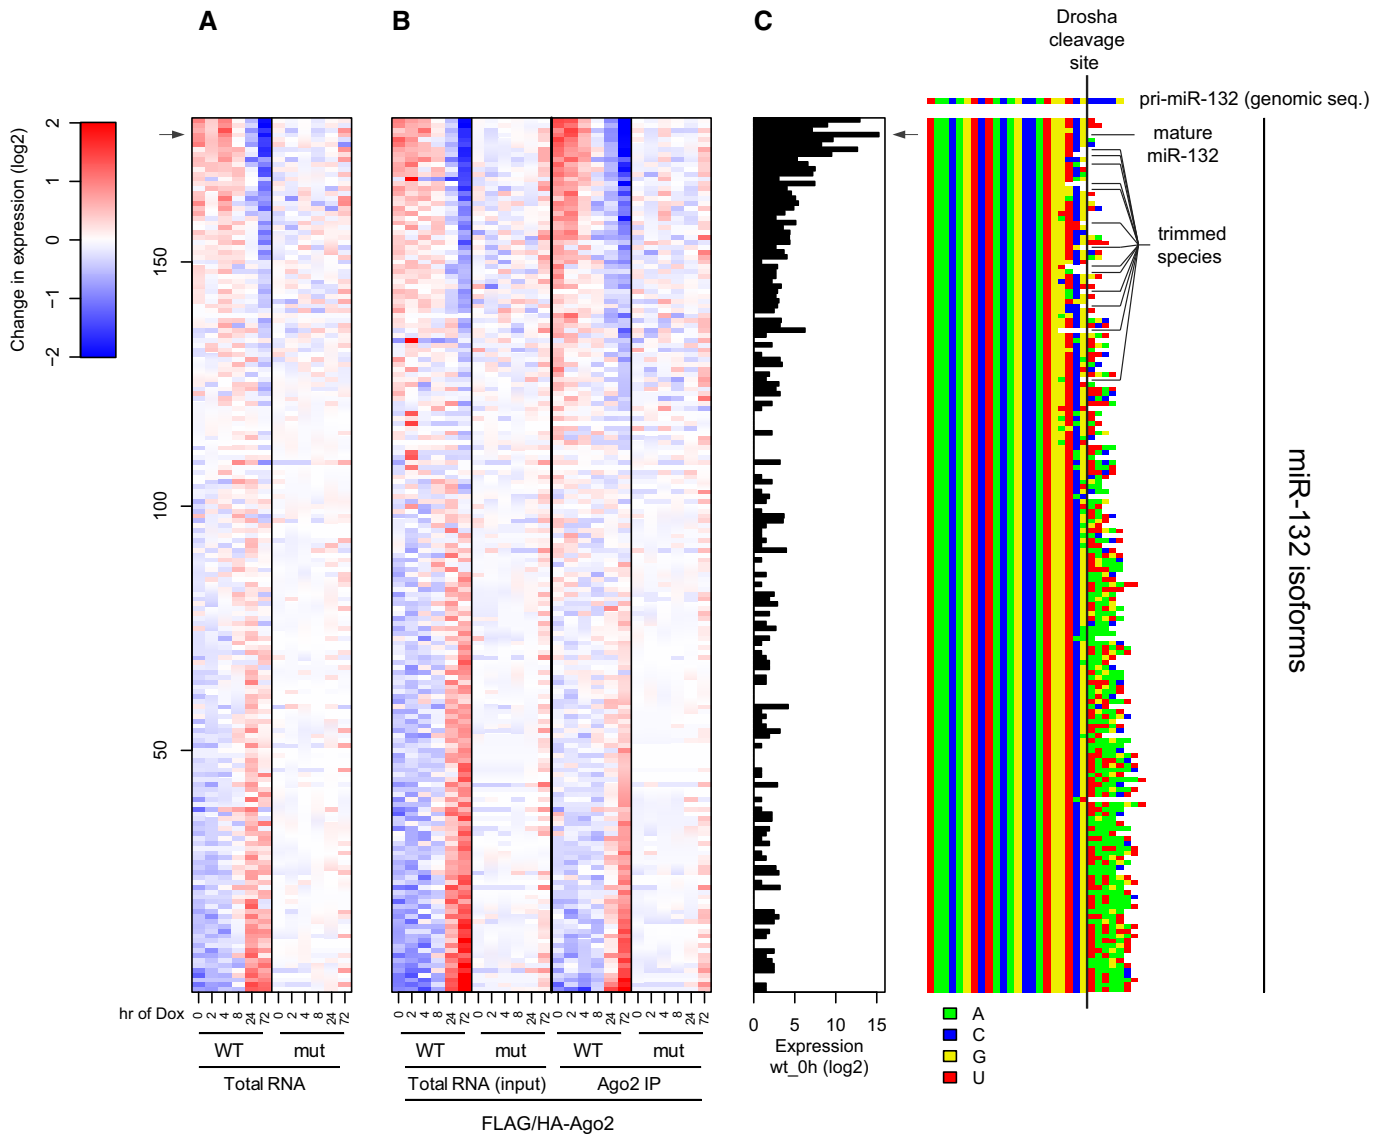 A
B
C
Drosha
cleavage
site
pri-miR-132 (genomic seq.)
mature
miR-132
trimmed
species
miR-132 isoforms
Change in expression (log2)
2
1
0
−1
−2
150
100
50
hr of Dox
0 2 4 8 24 72 0 2 4 8 24 72
0 2 4 8 24 72 0 2 4 8 24 72 0 2 4 8 24 72 0 2 4 8 24 72
WT mut
WT mut WT mut
Total RNA
Total RNA (input) Ago2 IP
FLAG/HA-Ago2
0 5 10 15
Expression
wt_0h (log2)
A
C
G
U